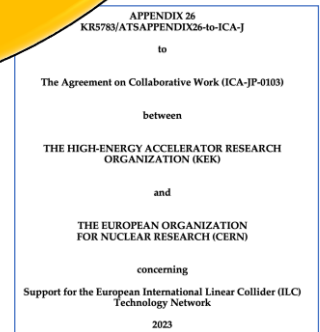 APPENDIX 26
KR5783/ATSAPPENDIX26-to-ICA-J
to
The Agreement on Collaborative Work (ICA-JP-0103)
between
THE HIGH-ENERGY ACCELERATOR RESEARCH
ORGANIZATION (KEK)
and
THE EUROPEAN ORGANIZATION
FOR NUCLEAR RESEARCH (CERN)
concerning
Support for the European International Linear Collider (ILC)
Technology Network
2023